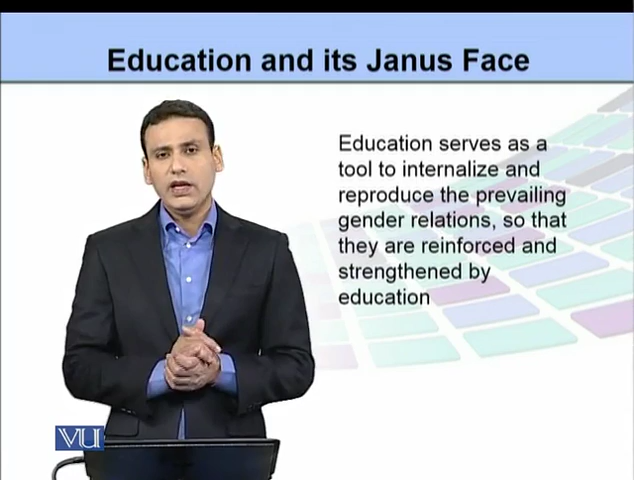 Education and its Janus Face
Education serves as a
tool to internalize and
reproduce the prevailing
gender relations, so that
they are reinforced and
strengthened by
education
VU